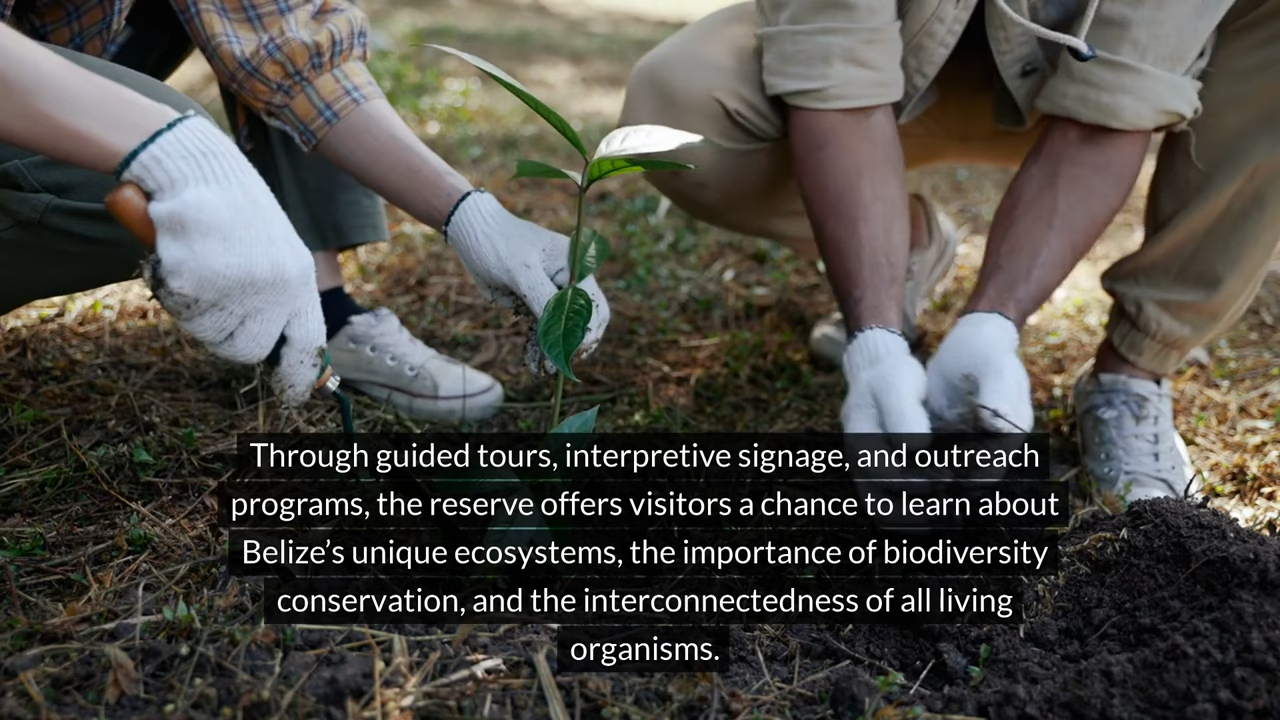 Through guided tours, interpretive signage, and outreach
programs, the reserve offers visitors a chance to learn about
Belize’s unique ecosystems, the importance of biodiversity
conservation, and the interconnectedness of all living
organisms.